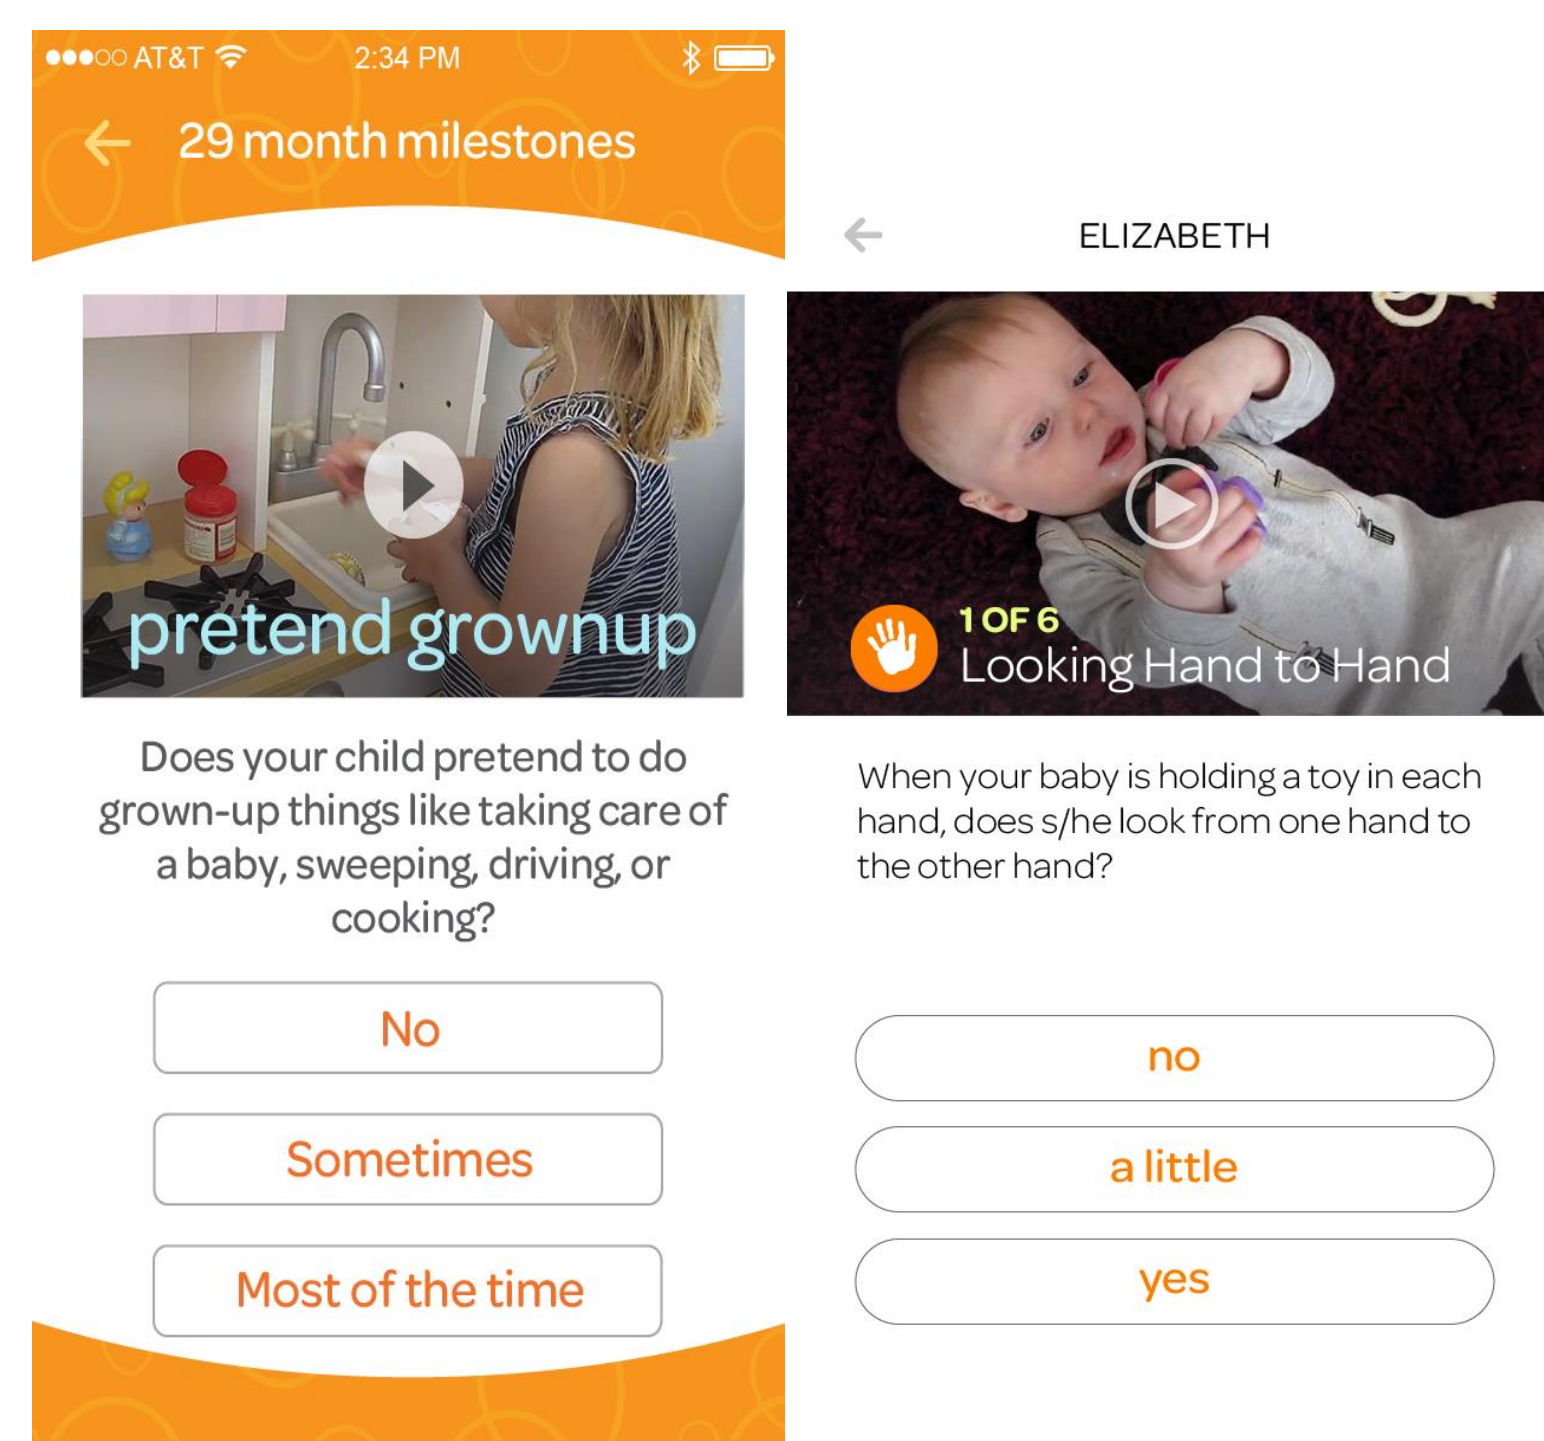 AT&T 2:34 PM
29 month milestones
pretend grownup
Does your child pretend to do
grown-up things like taking care of
a baby, sweeping, driving, or
cooking?
No
Sometimes
Most of the time
ELIZABETH
1 OF 6
Looking Hand to Hand
When your baby is holding a toy in each
hand, does s/he look from one hand to
the other hand?
no
a little
yes